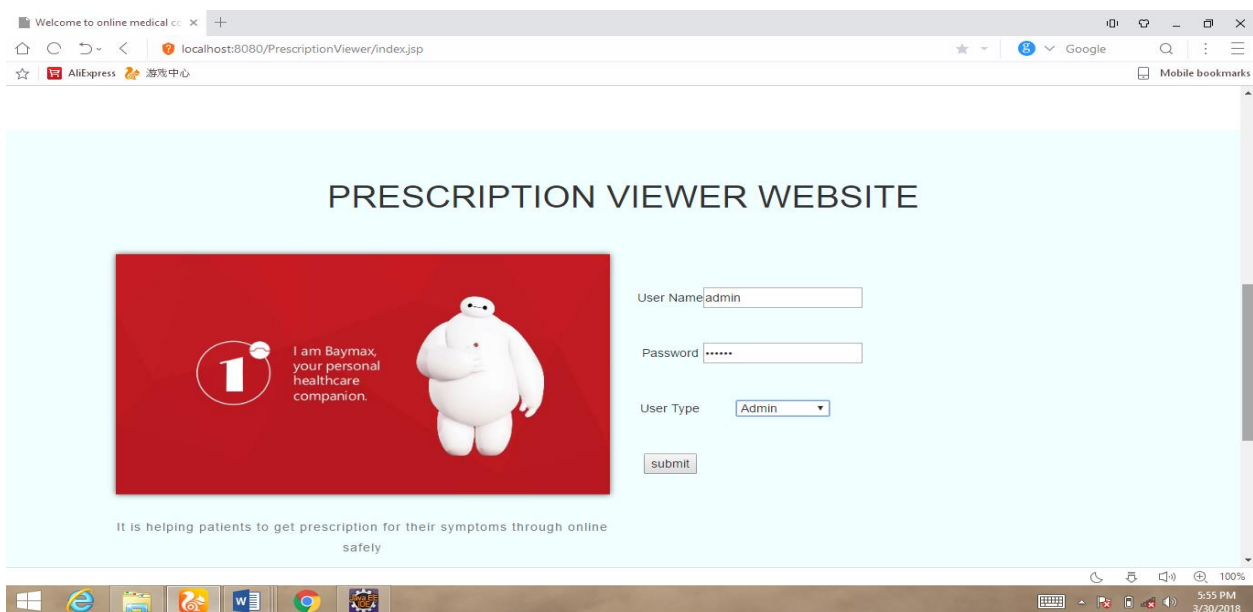 Welcome to online medical co
localhost:8080/PrescriptionViewer/index.jsp
Google
AliExpress 游戏中心
Mobile bookmarks
PRESCRIPTION VIEWER WEBSITE
1
I am Baymax,
your personal
healthcare
companion.
User Name admin
Password ••••••
User Type Admin
submit
It is helping patients to get prescription for their symptoms through online
safely
100%
5:55 PM
3/30/2018